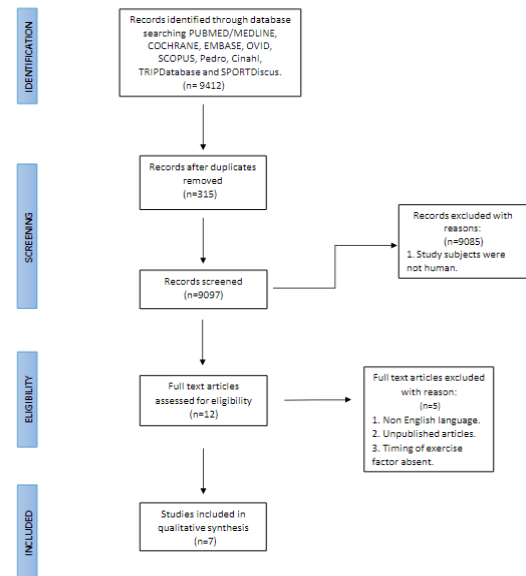 IDENTIFICATION
Records identified through database
searching PUBMED/MEDLINE,
COCHRANE, EMBASE, OVID,
SCOPUS, Pedro, Cinahl,
TRIPDatabase and SPORTDiscus.
(n= 9412)
SCREENING
Records after duplicates
removed
(n=315)
Records excluded with
reasons:
(n=9085)
1. Study subjects were
not human.
Records screened
(n=9097)
ELIGIBILITY
Full text articles
assessed for eligibility
(n=12)
Full text articles excluded
with reason:
(n=5)
1. Non English language.
2. Unpublished articles.
3. Timing of exercise
factor absent.
INCLUDED
Studies included in
qualitative synthesis
(n=7)